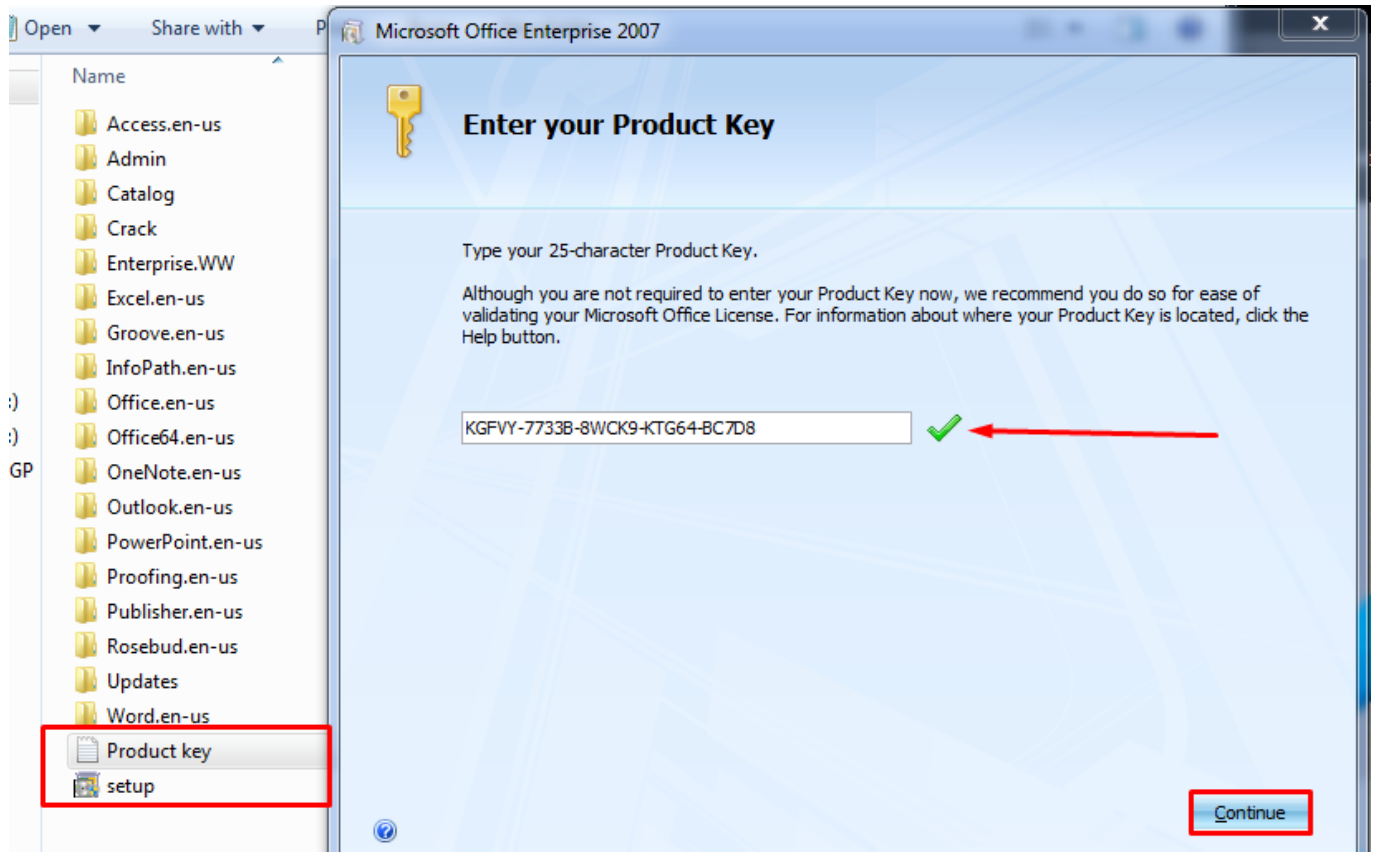 Open
Share with
P
Name
Access.en-us
Admin
Catalog
Crack
Enterprise.WW
Excel.en-us
Groove.en-us
InfoPath.en-us
:)
Office.en-us
:)
Office64.en-us
GP
OneNote.en-us
Outlook.en-us
PowerPoint.en-us
Proofing.en-us
Publisher.en-us
Rosebud.en-us
Updates
Word.en-us
Product key
setup
Microsoft Office Enterprise 2007
Enter your Product Key
Type your 25-character Product Key.
Although you are not required to enter your Product Key now, we recommend you do so for ease of
validating your Microsoft Office License. For information about where your Product Key is located, click the
Help button.
KGFVY-7733B-8WCK9-KTG64-BC7D8
Continue